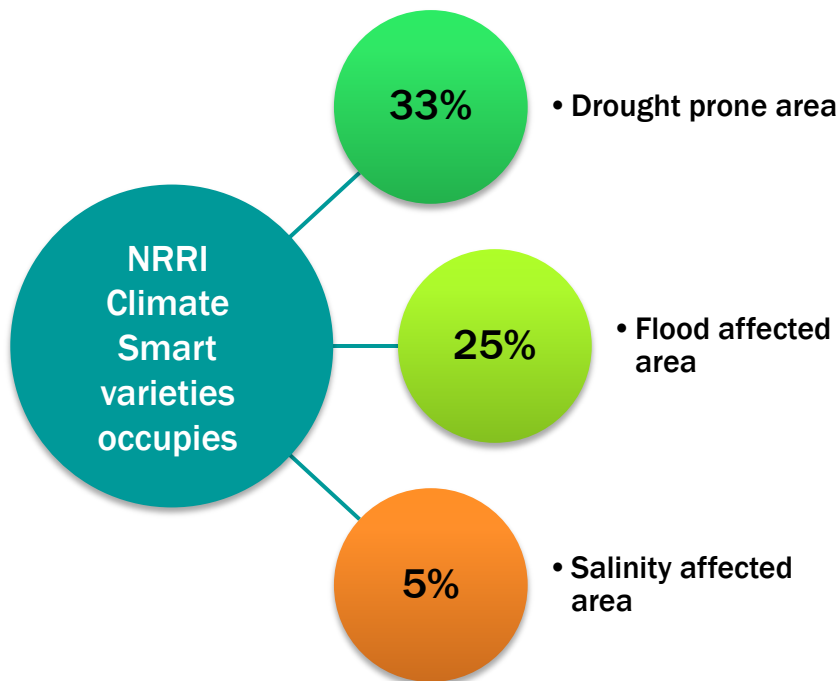 NRRI
Climate
Smart
varieties
occupies
33%
• Drought prone area
25%
• Flood affected
area
5%
• Salinity affected
area